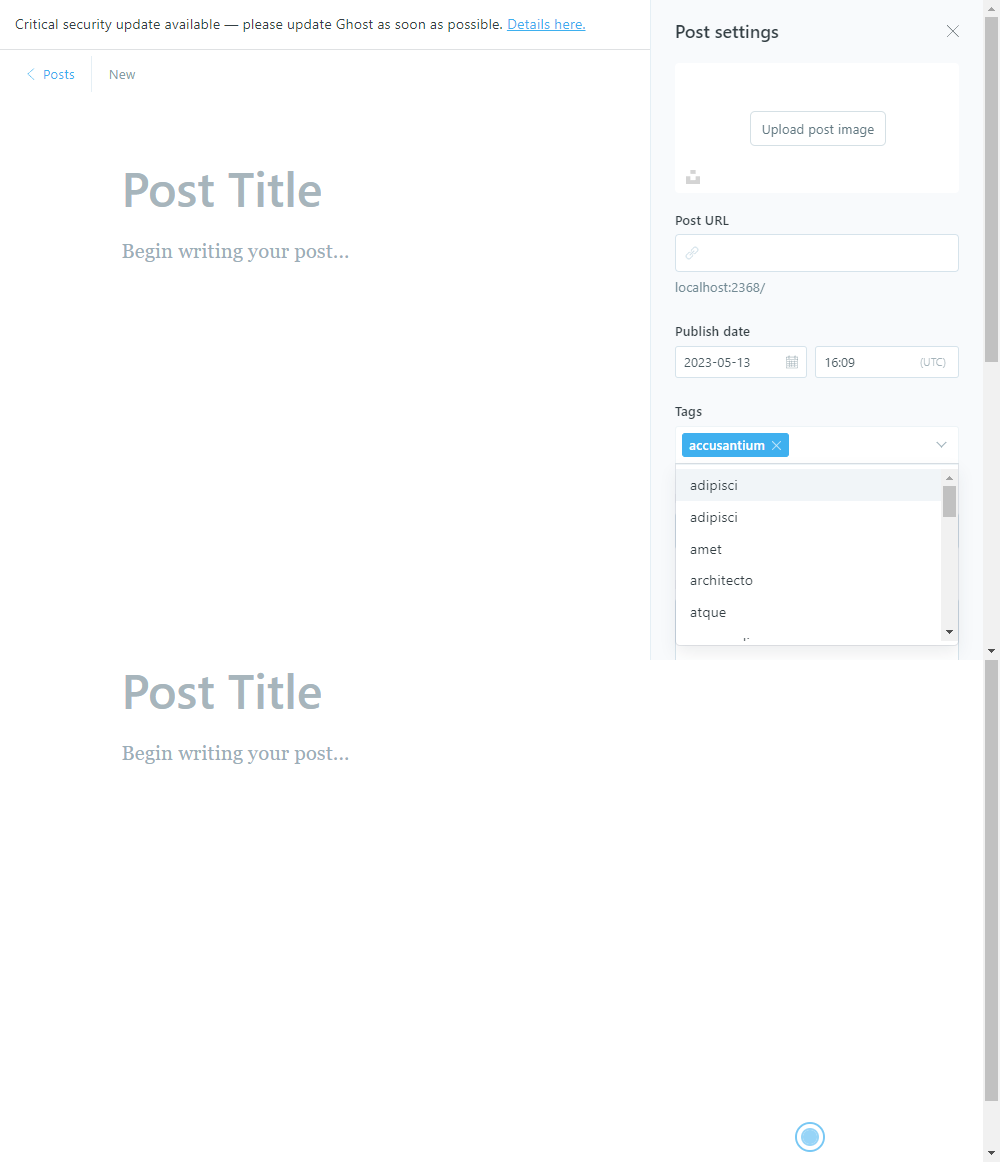 Critical security update available — please update Ghost as soon as possible. Details here.
Posts
New
Post Title
Begin writing your post...
Post settings
Upload post image
Post URL
localhost:2368/
Publish date
2023-05-13
16:09
(UTC)
Tags
accusantium
adipisci
adipisci
amet
architecto
atque
Post Title
Begin writing your post...